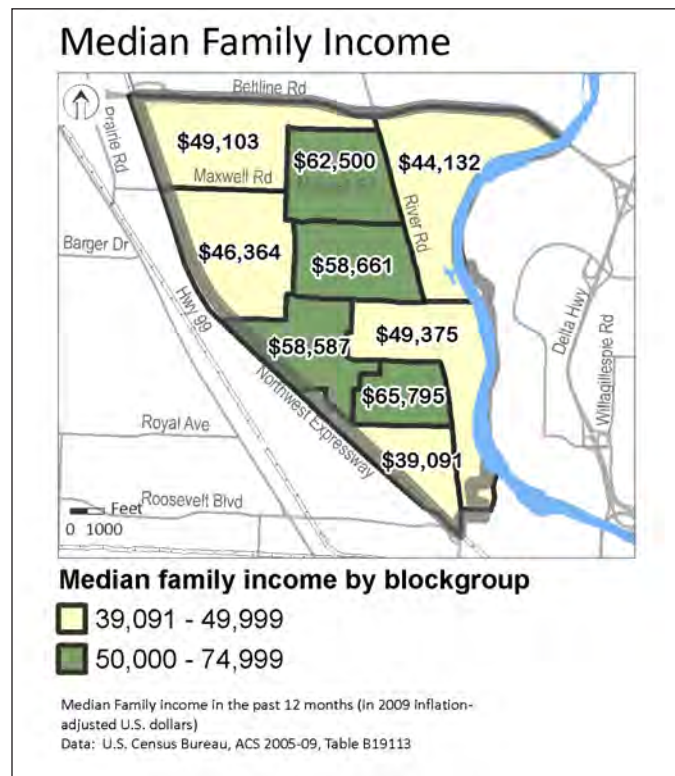 Median Family Income
Beltline Rd
Prairie Rd
$49,103
$62,500
$44,132
Maxwell Rd
River Rd
Barger Dr
$46,364
$58,661
Hwy 99
Delta Hwy
$49,375
$58,587
Willagillespie Rd
Northwest Expressway
$65,795
Royal Ave
$39,091
Roosevelt Blvd
Feet
0 1000
Median family income by blockgroup
39,091 - 49,999
50,000 - 74,999
Median Family income in the past 12 months (in 2009 inflation-
adjusted U.S. dollars)
Data: U.S. Census Bureau, ACS 2005-09, Table B19113